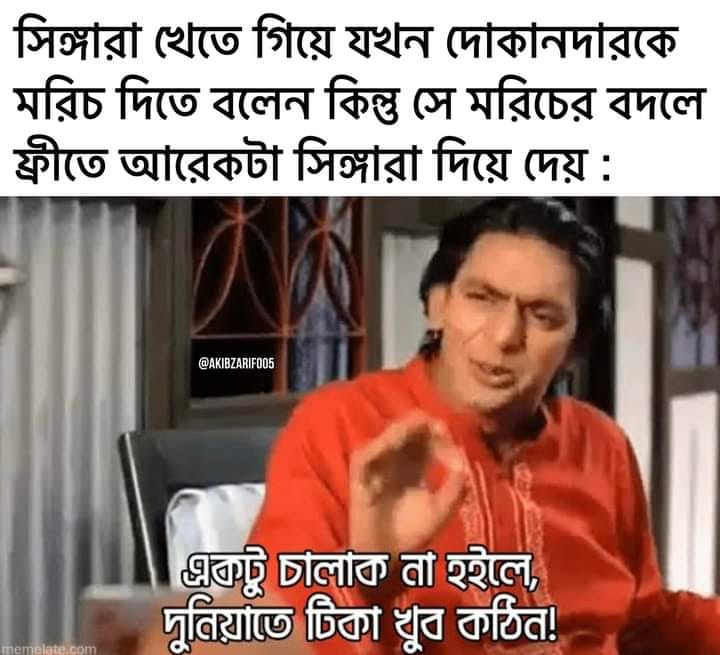 সিঙ্গারা খেতে গিয়ে যখন দোকানদারকে
মরিচ দিতে বলেন কিন্তু সে মরিচের বদলে
ফ্রীতে আরেকটা সিঙ্গারা দিয়ে দেয় :
@AKIBZARIF005
একটু চালাক না হইলে,
দুনিয়াতে টিকা খুব কঠিন!
memelate.com